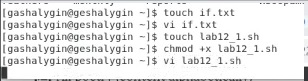 [gashalygin@geshalygin ~]$ touch if.txt
[gashalygin@geshalygin ~]$ vi if.txt
[gashalygin@geshalygin ~]$ touch lab12_1.sh
[gashalygin@geshalygin ~]$ chmod +x lab12_1.sh
[gashalygin@geshalygin ~]$ vi lab12_1.sh